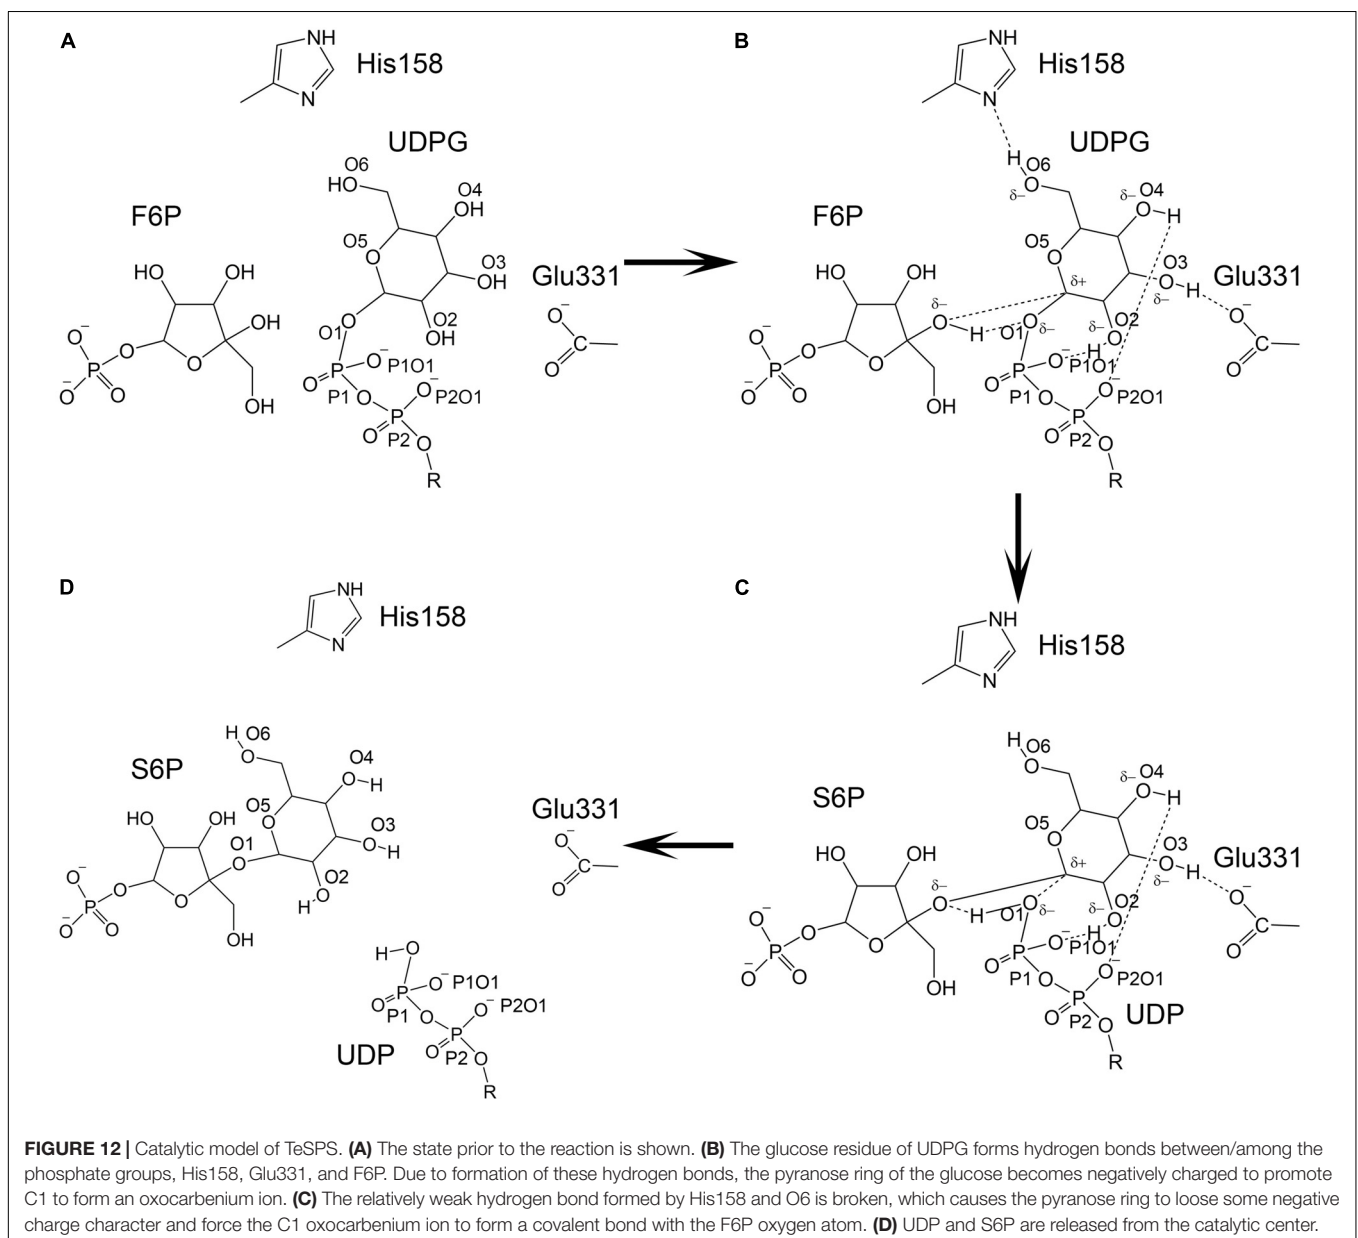 A
NH
His158
N
UDPG
O6
HO
O4
OH
F6P
O5
O3
OH
Glu331
HO
OH
OH
O
O1
O2
OH
O−
C
O
O−
P
−O
O
O
O
OH
O
O− P1O1
P
O
P1
O
O− P2O1
P
O
P2
O
R
B
NH
His158
N
UDPG
H
O6
O
δ−
δ− O4
O
H
F6P
O5
O
O3
O
H
δ−
Glu331
HO
OH
δ−
O
H
δ+
O1
O
δ−
δ− O2
O
H
O−
C
O
O−
P
−O
O
O
O
OH
O− P1O1
P
O
P1
O
O− P2O1
P
O
P2
O
R
C
NH
His158
N
H
O6
O
δ− O4
O
H
S6P
O5
O
O3
O
H
δ−
Glu331
HO
OH
δ−
O
H
δ+
O1
O
δ−
δ− O2
O
H
O−
C
O
O−
P
−O
O
O
O
OH
O− P1O1
P
O
P1
O
O− P2O1
P
O
P2
O
R
UDP
D
NH
His158
N
H
O6
O
O4
O
H
S6P
O5
O
O3
O
H
Glu331
HO
OH
O1
O
O2
O
H
O−
C
O
O−
P
−O
O
O
O
OH
H
O
O− P1O1
P
O
P1
O
O− P2O1
P
O
P2
O
R
UDP
FIGURE 12 | Catalytic model of TeSPS. (A) The state prior to the reaction is shown. (B) The glucose residue of UDPG forms hydrogen bonds between/among the
phosphate groups, His158, Glu331, and F6P. Due to formation of these hydrogen bonds, the pyranose ring of the glucose becomes negatively charged to promote
C1 to form an oxocarbenium ion. (C) The relatively weak hydrogen bond formed by His158 and O6 is broken, which causes the pyranose ring to loose some negative
charge character and force the C1 oxocarbenium ion to form a covalent bond with the F6P oxygen atom. (D) UDP and S6P are released from the catalytic center.